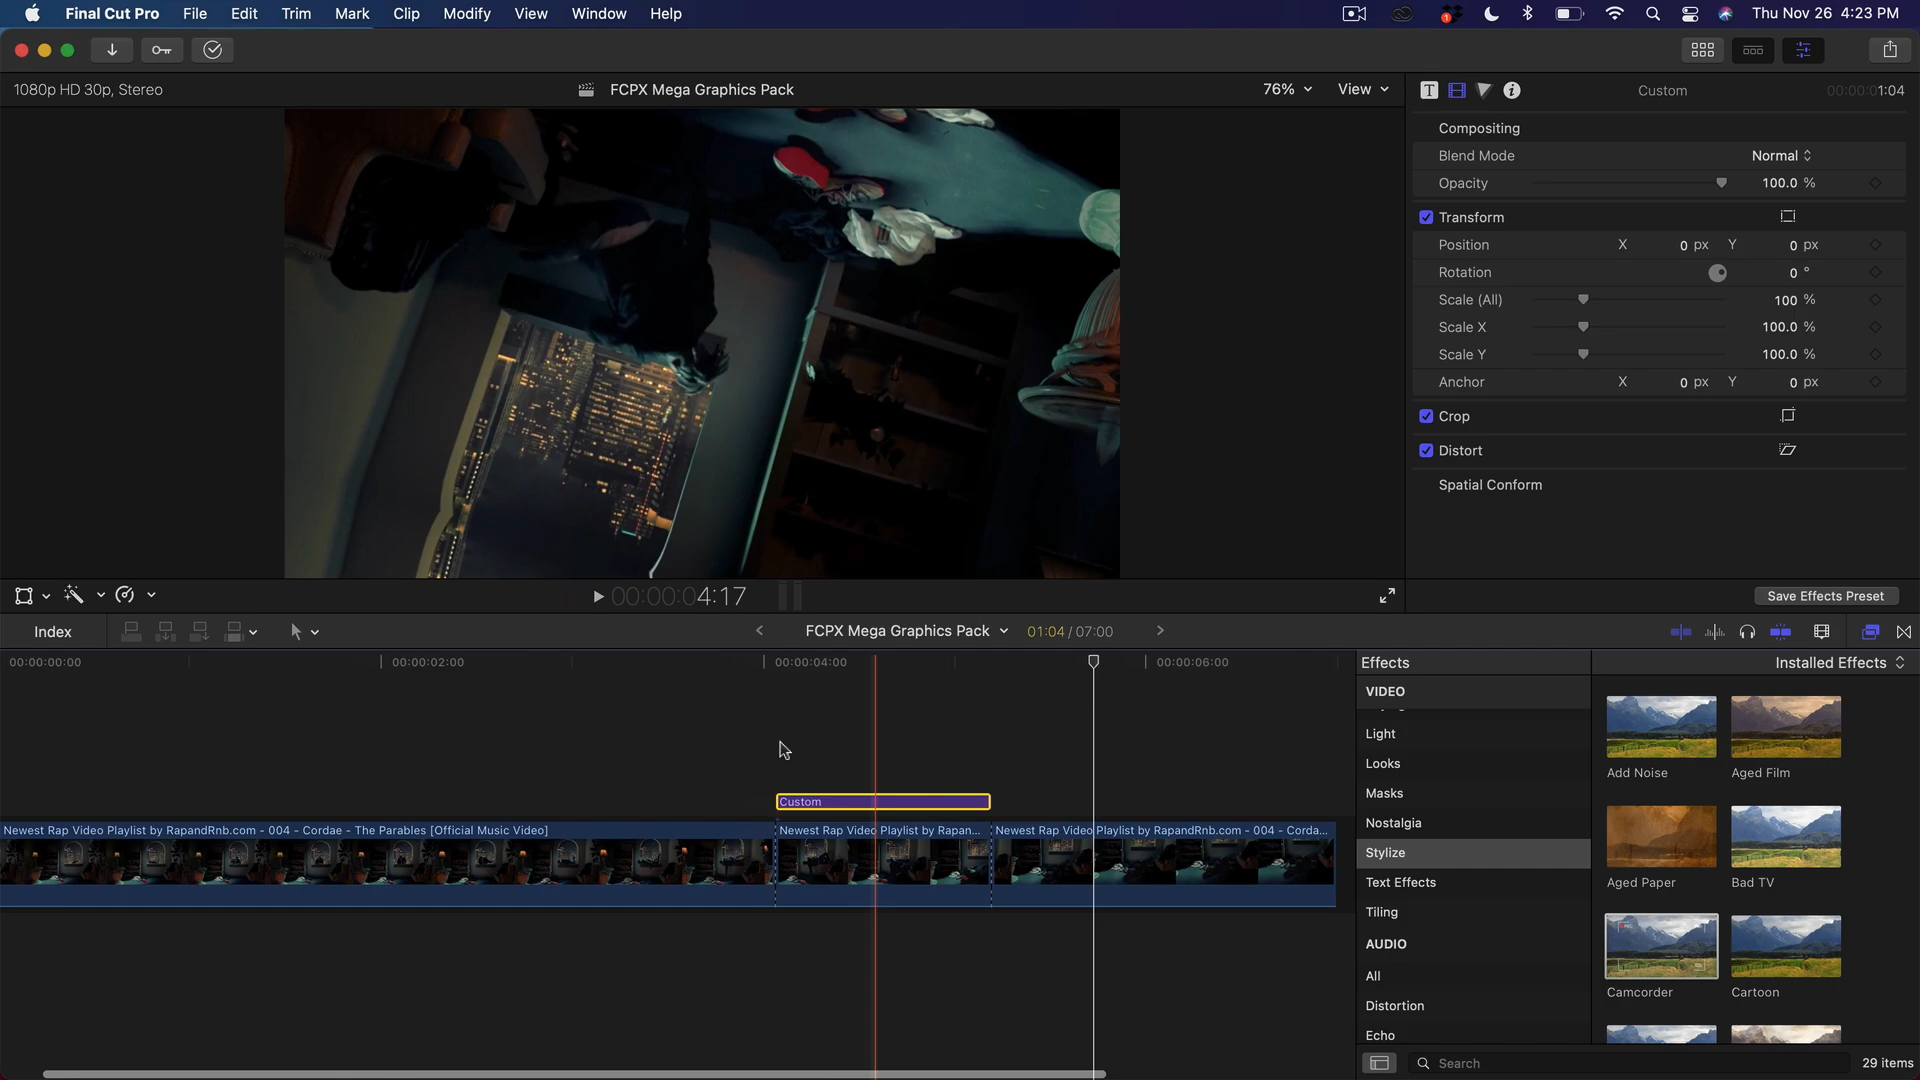 Final Cut Pro File Edit Trim Mark Clip Modify View Window Help 1 Thu Nov 26 4:23 PM
1080p HD 30p, Stereo FCPX Mega Graphics Pack 76% View T i Custom 00:00:01:04
Compositing
Blend Mode Normal
Opacity 100.0 %
Transform
Position X 0 px Y 0 px
Rotation 0 °
Scale (All) 100 %
Scale X 100.0 %
Scale Y 100.0 %
Anchor X 0 px Y 0 px
Crop
Distort
Spatial Conform
00:00:04:17 Save Effects Preset
Index FCPX Mega Graphics Pack 01:04 / 07:00
00:00:00:00 00:00:02:00 00:00:04:00 00:00:06:00
Custom
Newest Rap Video Playlist by RapandRnb.com - 004 - Cordae - The Parables [Official Music Video] Newest Rap Video Playlist by Rapan... Newest Rap Video Playlist by RapandRnb.com - 004 - Corda...
Effects Installed Effects
VIDEO
Light
Looks
Masks
Nostalgia
Stylize
Text Effects
Tiling
AUDIO
All
Distortion
Echo
Add Noise Aged Film
Aged Paper Bad TV
Camcorder Cartoon
Search 29 items